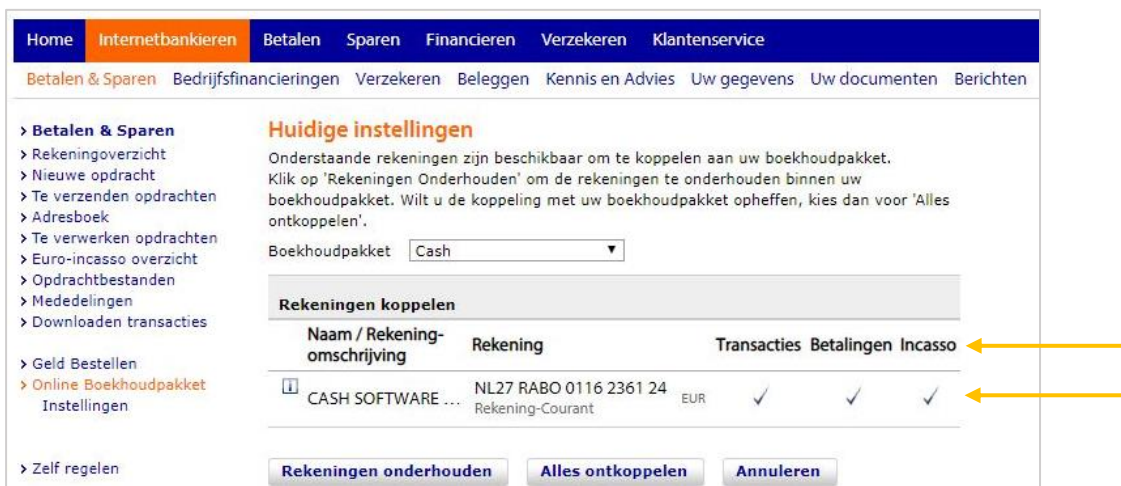 Home Internetbankieren Betalen Sparen Financieren Verzekeren Klantenservice
Betalen & Sparen Bedrijfsfinancieringen Verzekeren Beleggen Kennis en Advies Uw gegevens Uw documenten Berichten
> Betalen & Sparen
> Rekeningoverzicht
> Nieuwe opdracht
> Te verzenden opdrachten
> Adresboek
> Te verwerken opdrachten
> Euro-incasso overzicht
> Opdrachtbestanden
> Mededelingen
> Downloaden transacties
> Geld Bestellen
> Online Boekhoudpakket
Instellingen
> Zelf regelen
Huidige instellingen
Onderstaande rekeningen zijn beschikbaar om te koppelen aan uw boekhoudpakket.
Klik op 'Rekeningen Onderhouden' om de rekeningen te onderhouden binnen uw
boekhoudpakket. Wilt u de koppeling met uw boekhoudpakket opheffen, kies dan voor 'Alles
ontkoppelen'.
Boekhoudpakket Cash
Rekeningen koppelen
Naam / Rekening-
omschrijving Rekening Transacties Betalingen Incasso
CASH SOFTWARE ... NL27 RABO 0116 2361 24 EUR
Rekening-Courant
Rekeningen onderhouden Alles ontkoppelen Annuleren